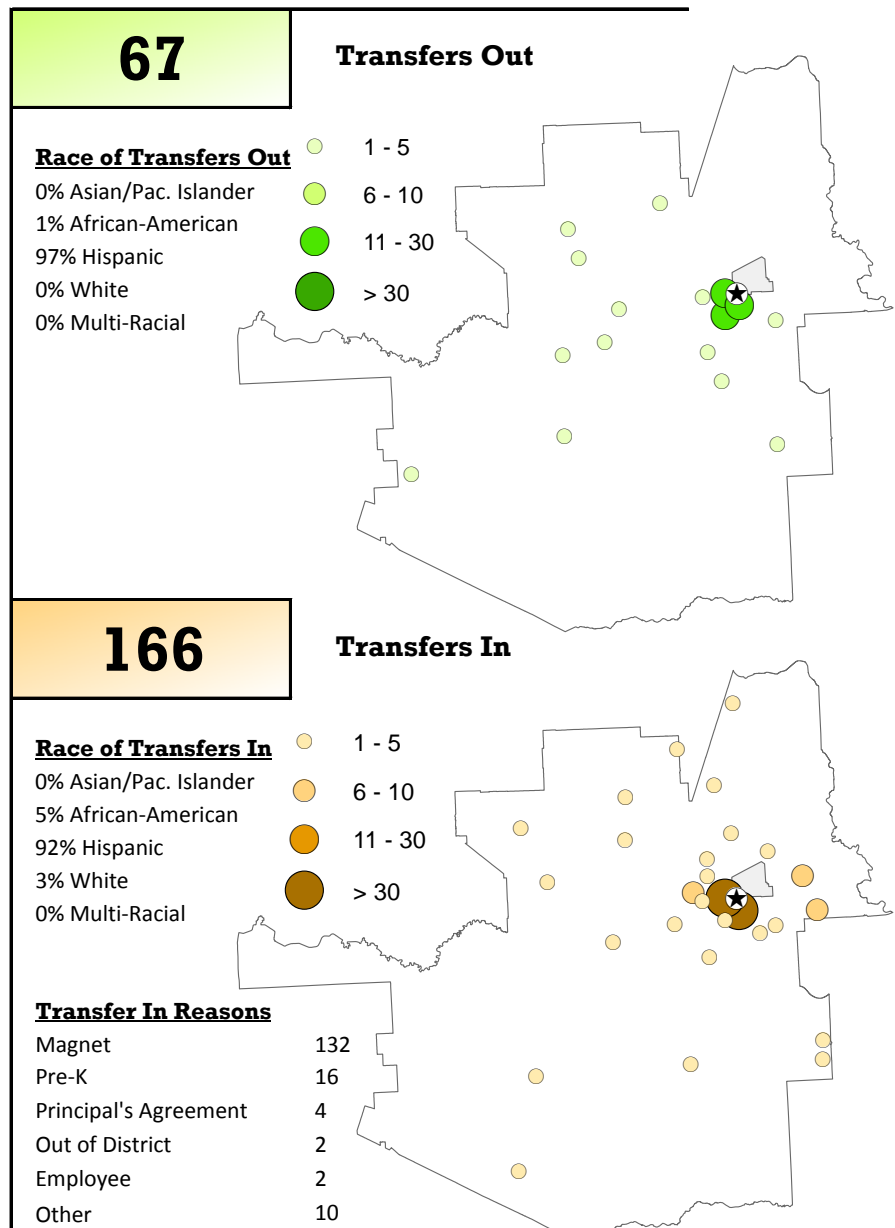 67
Transfers Out
Race of Transfers Out
0% Asian/Pac. Islander
1% African-American
97% Hispanic
0% White
0% Multi-Racial
1 - 5
6 - 10
11 - 30
> 30
166
Transfers In
Race of Transfers In
0% Asian/Pac. Islander
5% African-American
92% Hispanic
3% White
0% Multi-Racial
1 - 5
6 - 10
11 - 30
> 30
Transfer In Reasons
Magnet 132
Pre-K 16
Principal's Agreement 4
Out of District 2
Employee 2
Other 10